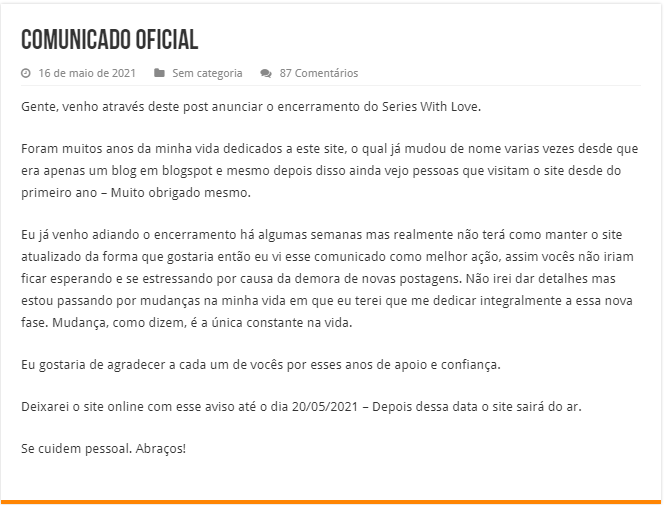 COMUNICADO OFICIAL
16 de maio de 2021 Sem categoria 87 Comentários
Gente, venho através deste post anunciar o encerramento do Series With Love.
Foram muitos anos da minha vida dedicados a este site, o qual já mudou de nome varias vezes desde que
era apenas um blog em blogspot e mesmo depois disso ainda vejo pessoas que visitam o site desde do
primeiro ano – Muito obrigado mesmo.
Eu já venho adiando o encerramento há algumas semanas mas realmente não terá como manter o site
atualizado da forma que gostaria então eu vi esse comunicado como melhor ação, assim vocês não iriam
ficar esperando e se estressando por causa da demora de novas postagens. Não irei dar detalhes mas
estou passando por mudanças na minha vida em que eu terei que me dedicar integralmente a essa nova
fase. Mudança, como dizem, é a única constante na vida.
Eu gostaria de agradecer a cada um de vocês por esses anos de apoio e confiança.
Deixarei o site online com esse aviso até o dia 20/05/2021 – Depois dessa data o site sairá do ar.
Se cuidem pessoal. Abraços!